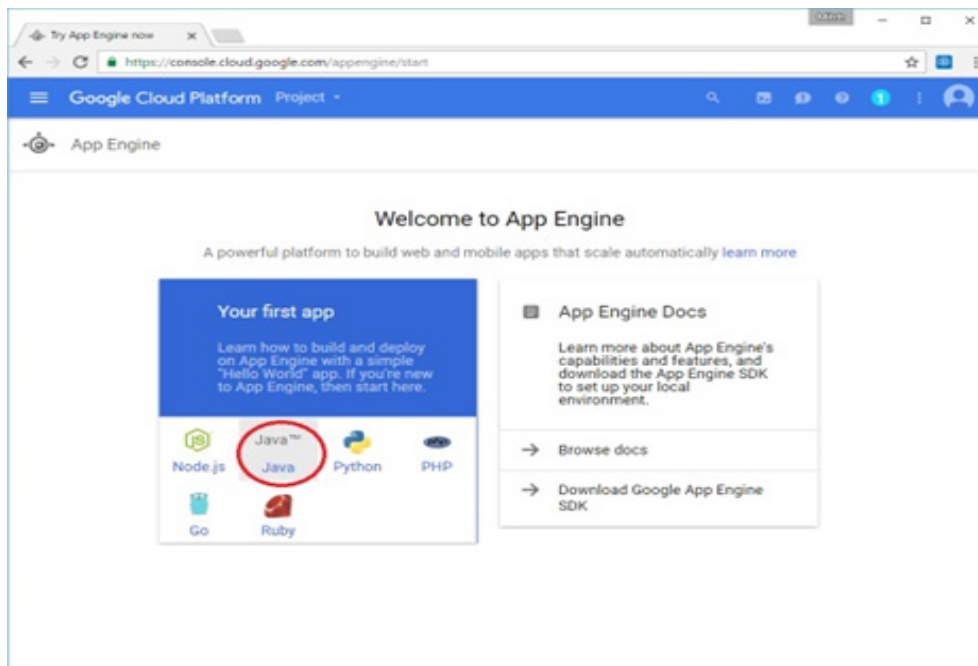 Try App Engine now
https://console.cloud.google.com/appengine/start
Google Cloud Platform Project
1
App Engine
Welcome to App Engine
A powerful platform to build web and mobile apps that scale automatically learn more
Your first app
Learn how to build and deploy
on App Engine with a simple
"Hello World" app. If you're new
to App Engine, then start here.
JS
Java™
Node.js Java Python PHP
Go Ruby
App Engine Docs
Learn more about App Engine's
capabilities and features, and
download the App Engine SDK
to set up your local
environment.
Browse docs
Download Google App Engine
SDK